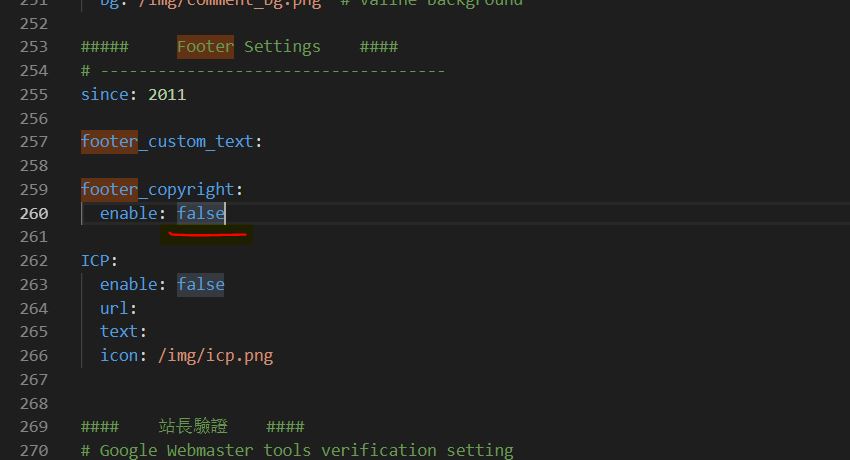 251 bg: /img/comment_bg.png # valine background
252
253 ##### Footer Settings ####
254 # ------------------------------------
255 since: 2011
256
257 footer_custom_text:
258
259 footer_copyright:
260 enable: false
261
262 ICP:
263 enable: false
264 url:
265 text:
266 icon: /img/icp.png
267
268
269 #### 站長驗證 ####
270 # Google Webmaster tools verification setting